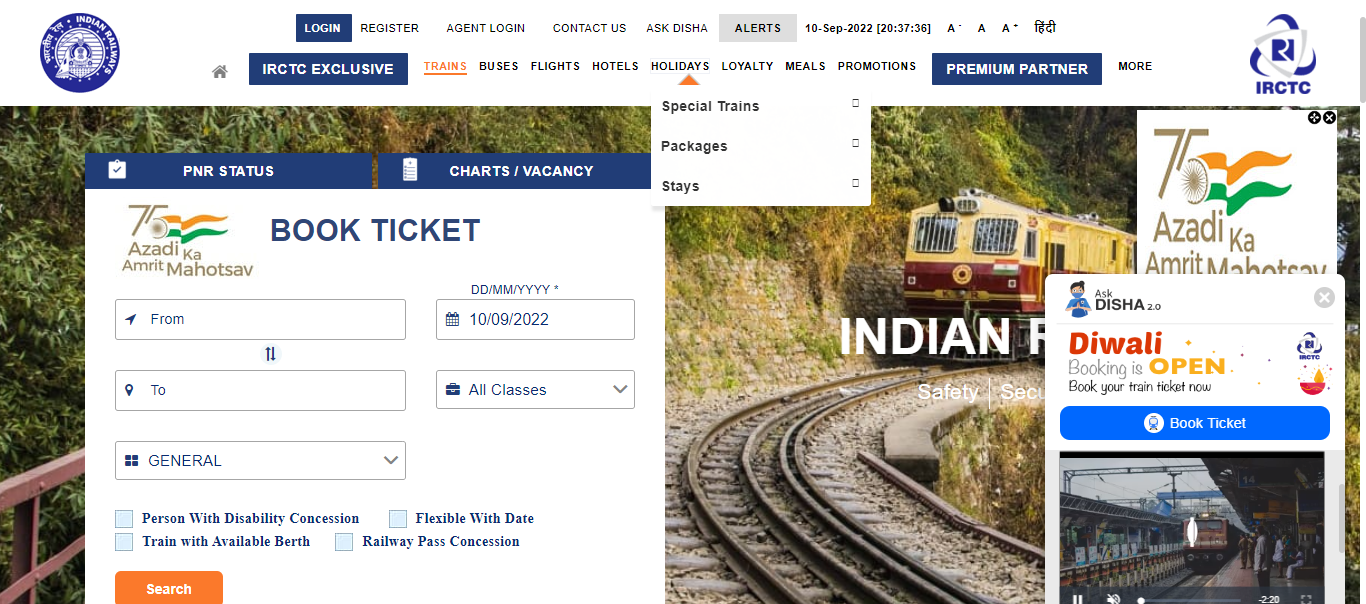 LOGIN REGISTER AGENT LOGIN CONTACT US ASK DISHA ALERTS 10-Sep-2022 [20:37:36] A- A A+ हिंदी
भारतीय रेल INDIAN RAILWAYS
IRCTC EXCLUSIVE TRAINS BUSES FLIGHTS HOTELS HOLIDAYS LOYALTY MEALS PROMOTIONS PREMIUM PARTNER MORE
IRCTC
Special Trains
Packages
Stays
PNR STATUS CHARTS / VACANCY
75
Azadi Ka
Amrit Mahotsav
BOOK TICKET
DD/MM/YYYY *
From
10/09/2022
To
All Classes
GENERAL
Person With Disability Concession
Flexible With Date
Train with Available Berth
Railway Pass Concession
Search
INDIAN R
Safety | Secu
75
Azadi Ka
Amrit Mahotsav
Ask
DISHA 2.0
Diwali
Booking is OPEN
Book your train ticket now
IRCTC
Book Ticket
14
-2:20